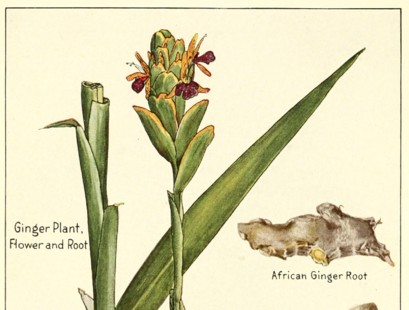 Ginger Plant,
Flower and Root
African Ginger Root